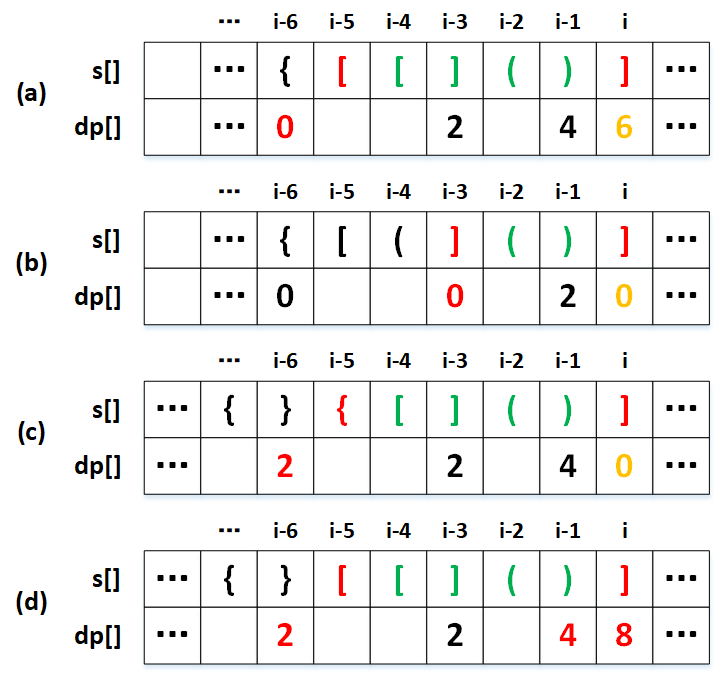 ··· i-6 i-5 i-4 i-3 i-2 i-1 i
(a) s[] ··· { [ [ ] ( ) ] ···
dp[] ··· 0 2 4 6 ···
··· i-6 i-5 i-4 i-3 i-2 i-1 i
(b) s[] ··· { [ ( ] ( ) ] ···
dp[] ··· 0 0 2 0 ···
··· i-6 i-5 i-4 i-3 i-2 i-1 i
(c) s[] ··· { } { [ ] ( ) ] ···
dp[] ··· 2 2 4 0 ···
··· i-6 i-5 i-4 i-3 i-2 i-1 i
(d) s[] ··· { } [ [ ] ( ) ] ···
dp[] ··· 2 2 4 8 ···